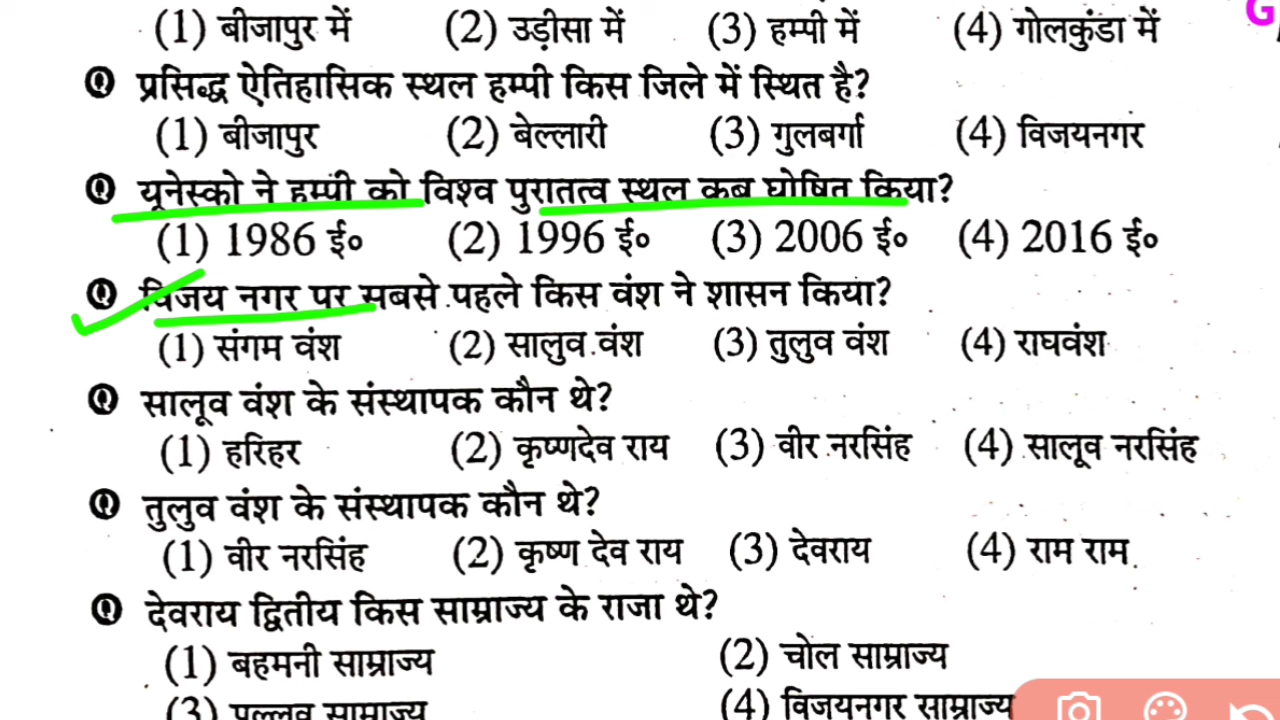 (1) बीजापुर में (2) उड़ीसा में (3) हम्पी में (4) गोलकुंडा में G
Q प्रसिद्ध ऐतिहासिक स्थल हम्पी किस जिले में स्थित है?
(1) बीजापुर (2) बेल्लारी (3) गुलबर्गा (4) विजयनगर
Q यूनेस्को ने हम्पी को विश्व पुरातत्व स्थल कब घोषित किया?
(1) 1986 ई० (2) 1996 ई० (3) 2006 ई० (4) 2016 ई०
Q विजय नगर पर सबसे पहले किस वंश ने शासन किया?
(1) संगम वंश (2) सालुव वंश (3) तुलुव वंश (4) राघवंश
Q सालूव वंश के संस्थापक कौन थे?
(1) हरिहर (2) कृष्णदेव राय (3) वीर नरसिंह (4) सालूव नरसिंह
Q तुलुव वंश के संस्थापक कौन थे?
(1) वीर नरसिंह (2) कृष्ण देव राय (3) देवराय (4) राम राम
Q देवराय द्वितीय किस साम्राज्य के राजा थे?
(1) बहमनी साम्राज्य (2) चोल साम्राज्य
(3) पल्लव साम्राज्य (4) विजयनगर साम्राज्य